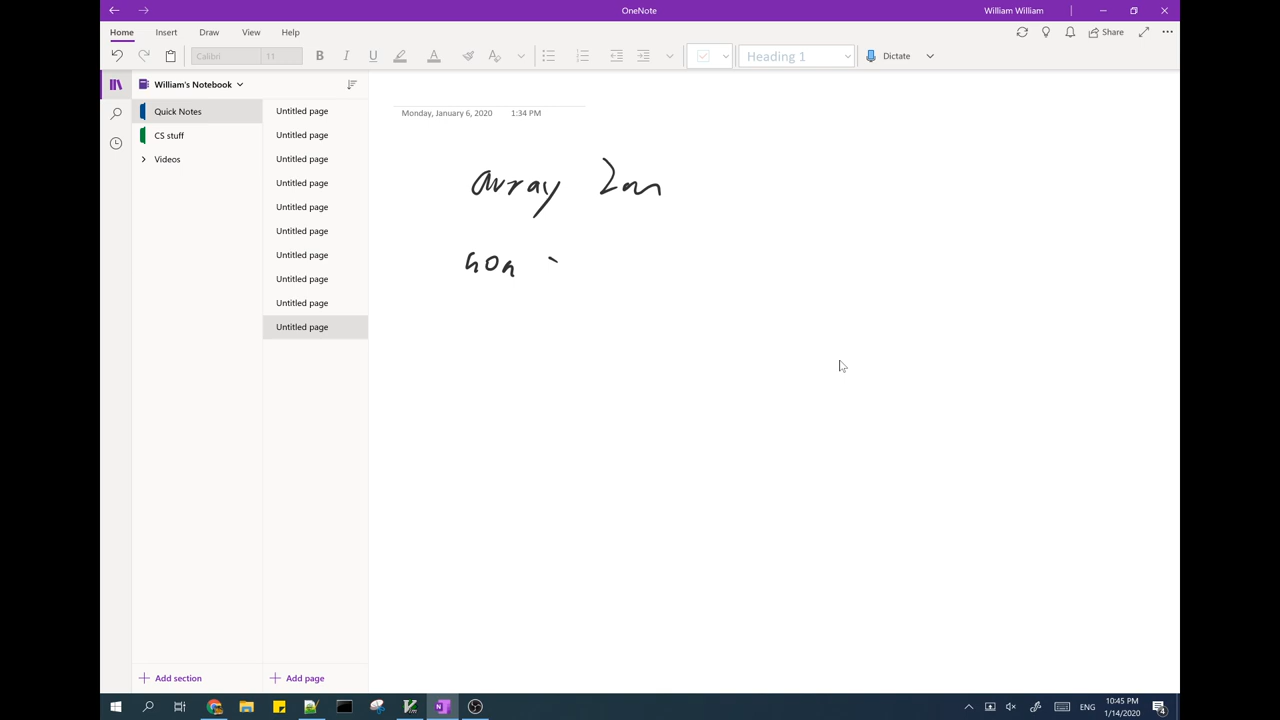 OneNote
William William
Home Insert Draw View Help
Share
Calibri 11 B I U A Heading 1 Dictate
William's Notebook
Quick Notes
CS stuff
Videos
Untitled page
Untitled page
Untitled page
Untitled page
Untitled page
Untitled page
Untitled page
Untitled page
Untitled page
Untitled page
Monday, January 6, 2020 1:34 PM
array
non
Add section
Add page
ENG
10:45 PM
1/14/2020
4